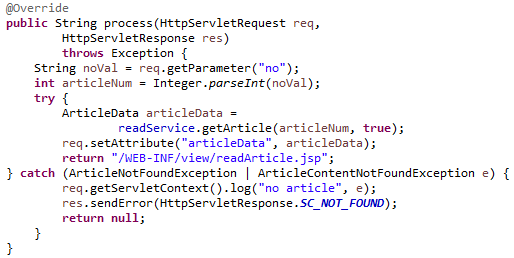 @Override
public String process(HttpServletRequest req,
        HttpServletResponse res)
        throws Exception {
    String noVal = req.getParameter("no");
    int articleNum = Integer.parseInt(noVal);
    try {
        ArticleData articleData =
                readService.getArticle(articleNum, true);
        req.setAttribute("articleData", articleData);
        return "/WEB-INF/view/readArticle.jsp";
} catch (ArticleNotFoundException | ArticleContentNotFoundException e) {
        req.getServletContext().log("no article", e);
        res.sendError(HttpServletResponse.SC_NOT_FOUND);
        return null;
    }
}